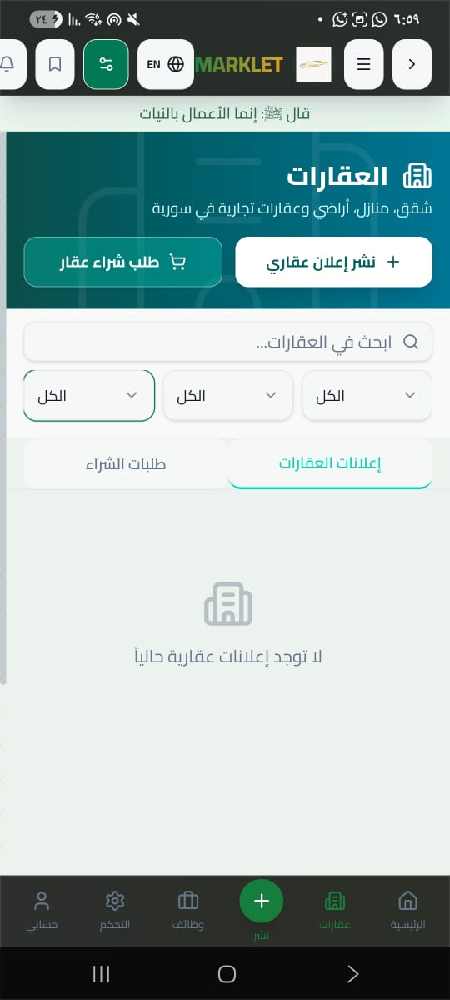 ٢٤
٦:٥٩
EN
MARKLET
قال ﷺ: إنما الأعمال بالنيات
العقارات
شقق، منازل، أراضي وعقارات تجارية في سورية
نشر إعلان عقاري
طلب شراء عقار
ابحث في العقارات...
الكل
الكل
الكل
إعلانات العقارات
طلبات الشراء
لا توجد إعلانات عقارية حالياً
الرئيسية
عقارات
نشر
وظائف
التحكم
حسابي